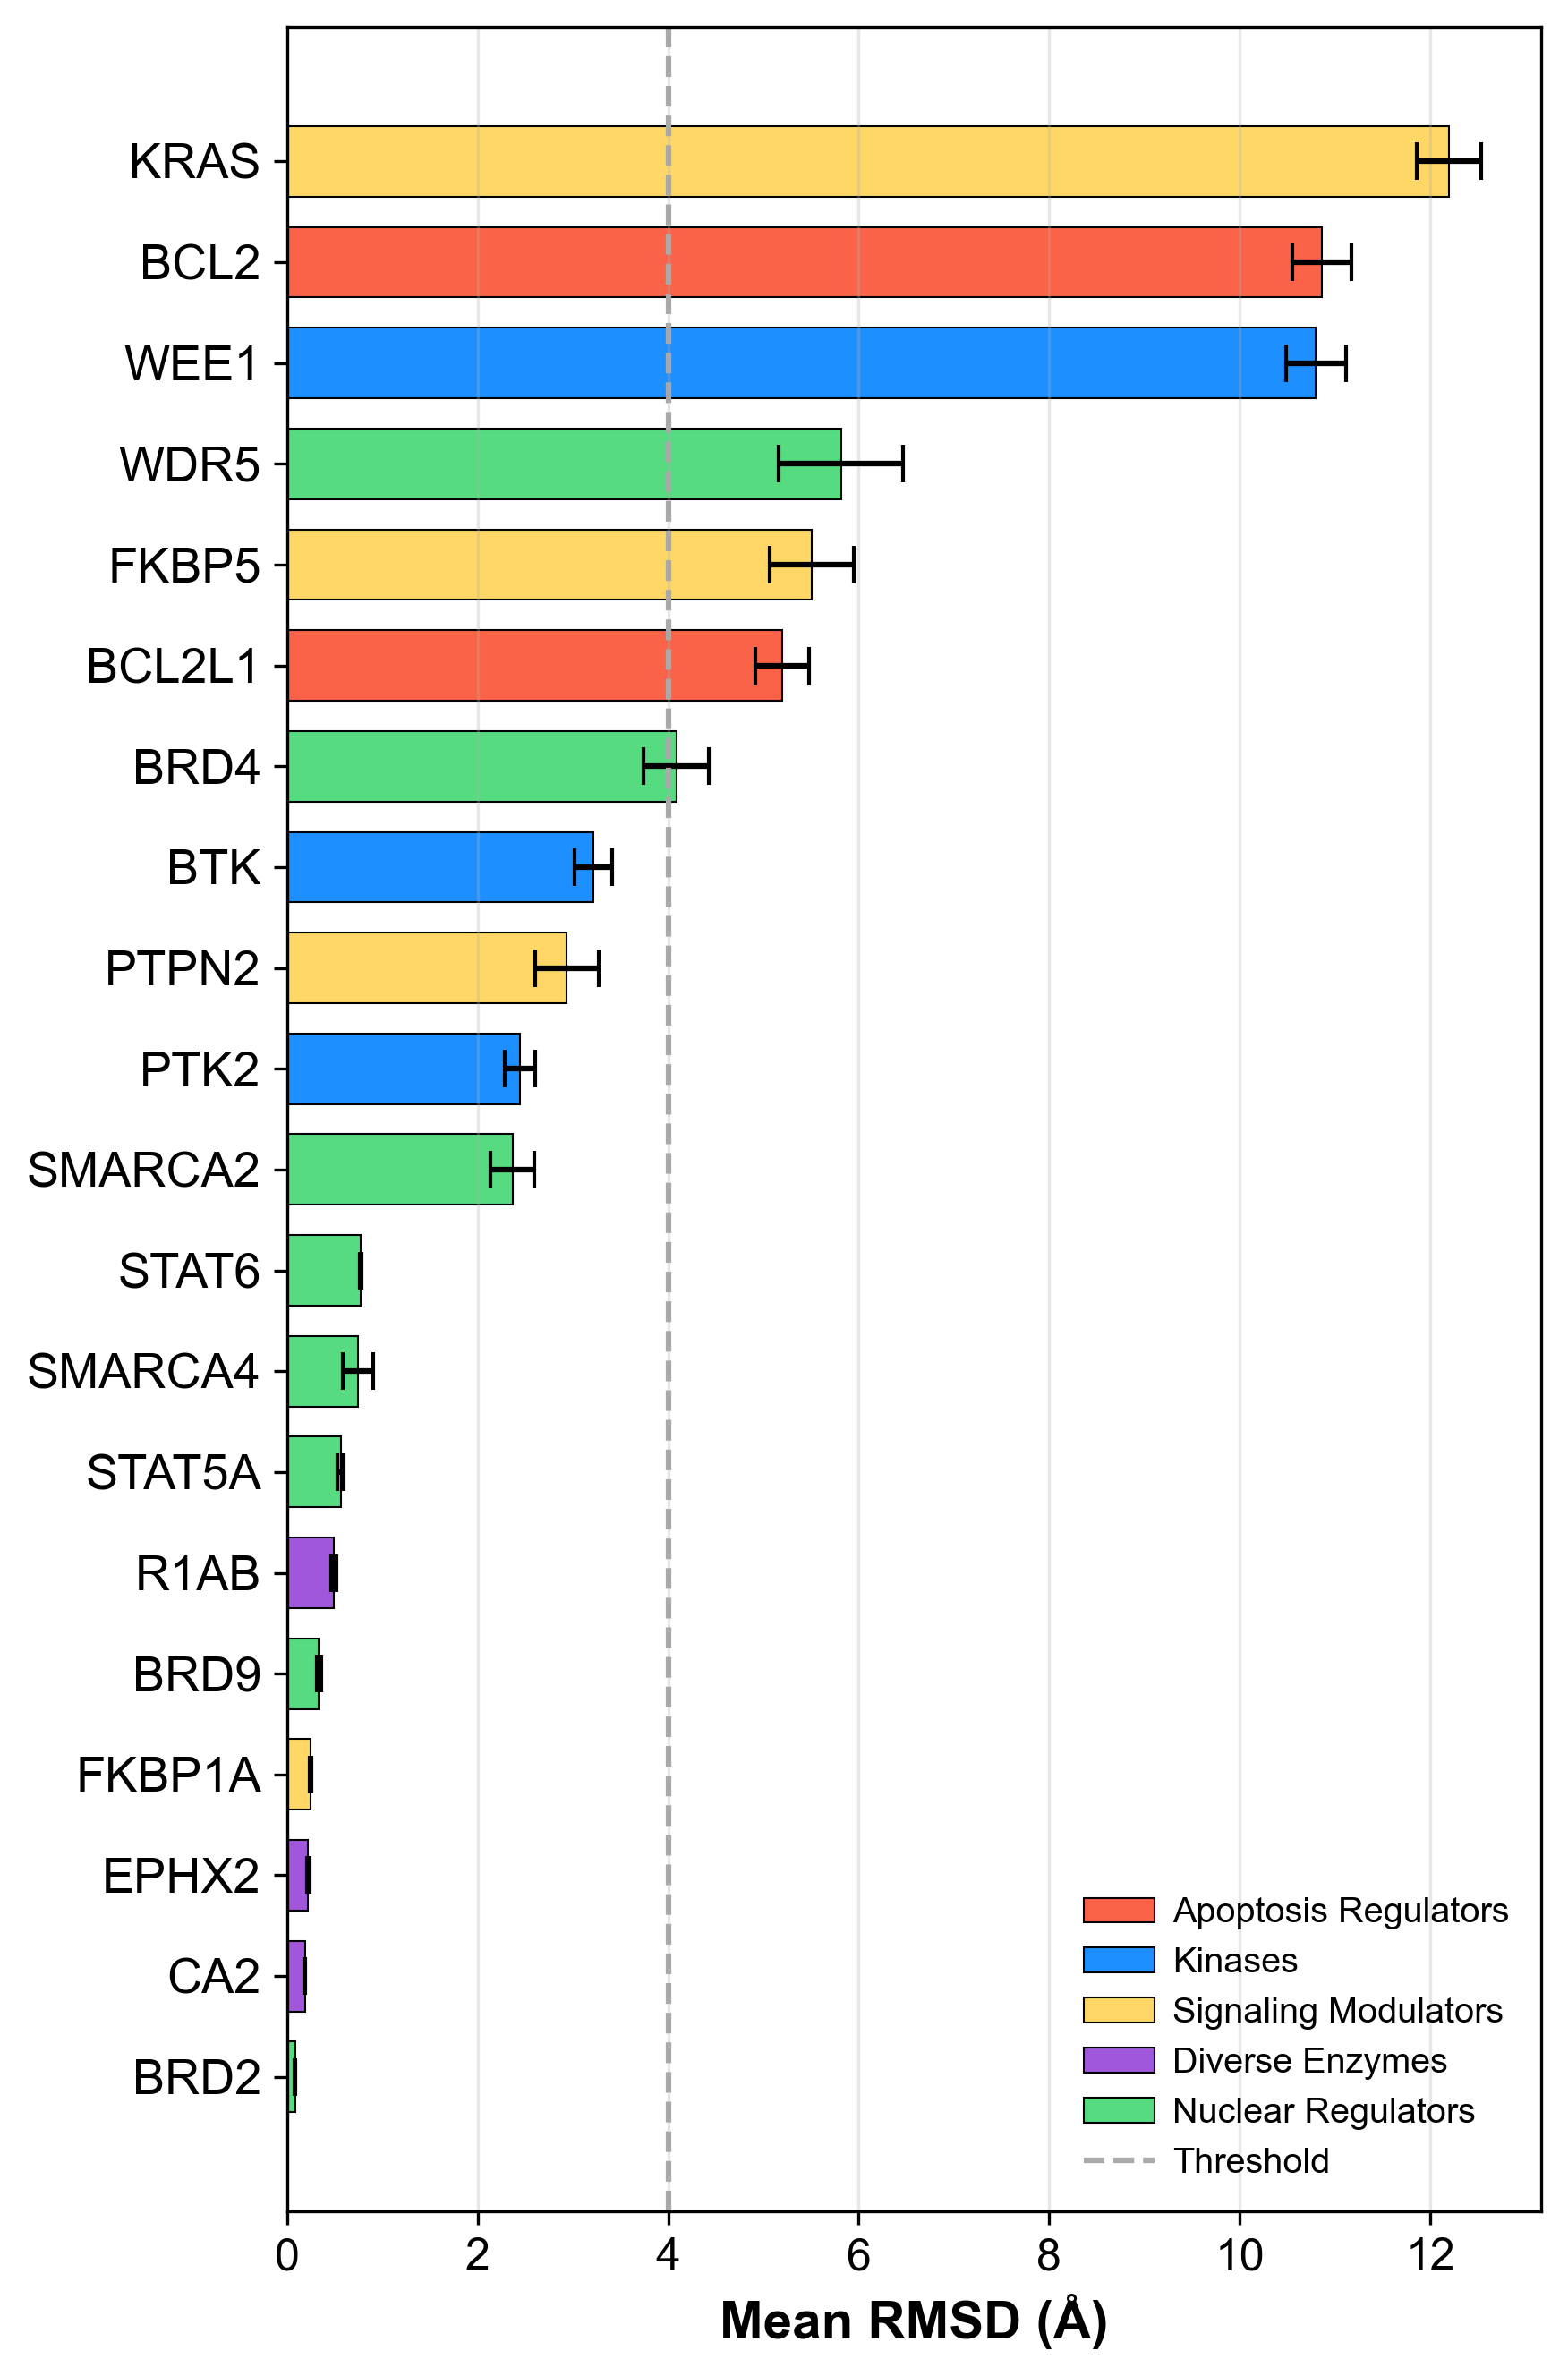 KRAS
BCL2
WEE1
WDR5
FKBP5
BCL2L1
BRD4
BTK
PTPN2
PTK2
SMARCA2
STAT6
SMARCA4
STAT5A
R1AB
BRD9
FKBP1A
EPHX2
CA2
BRD2
Apoptosis Regulators
Kinases
Signaling Modulators
Diverse Enzymes
Nuclear Regulators
Threshold
0 2 4 6 8 10 12
Mean RMSD (Å)